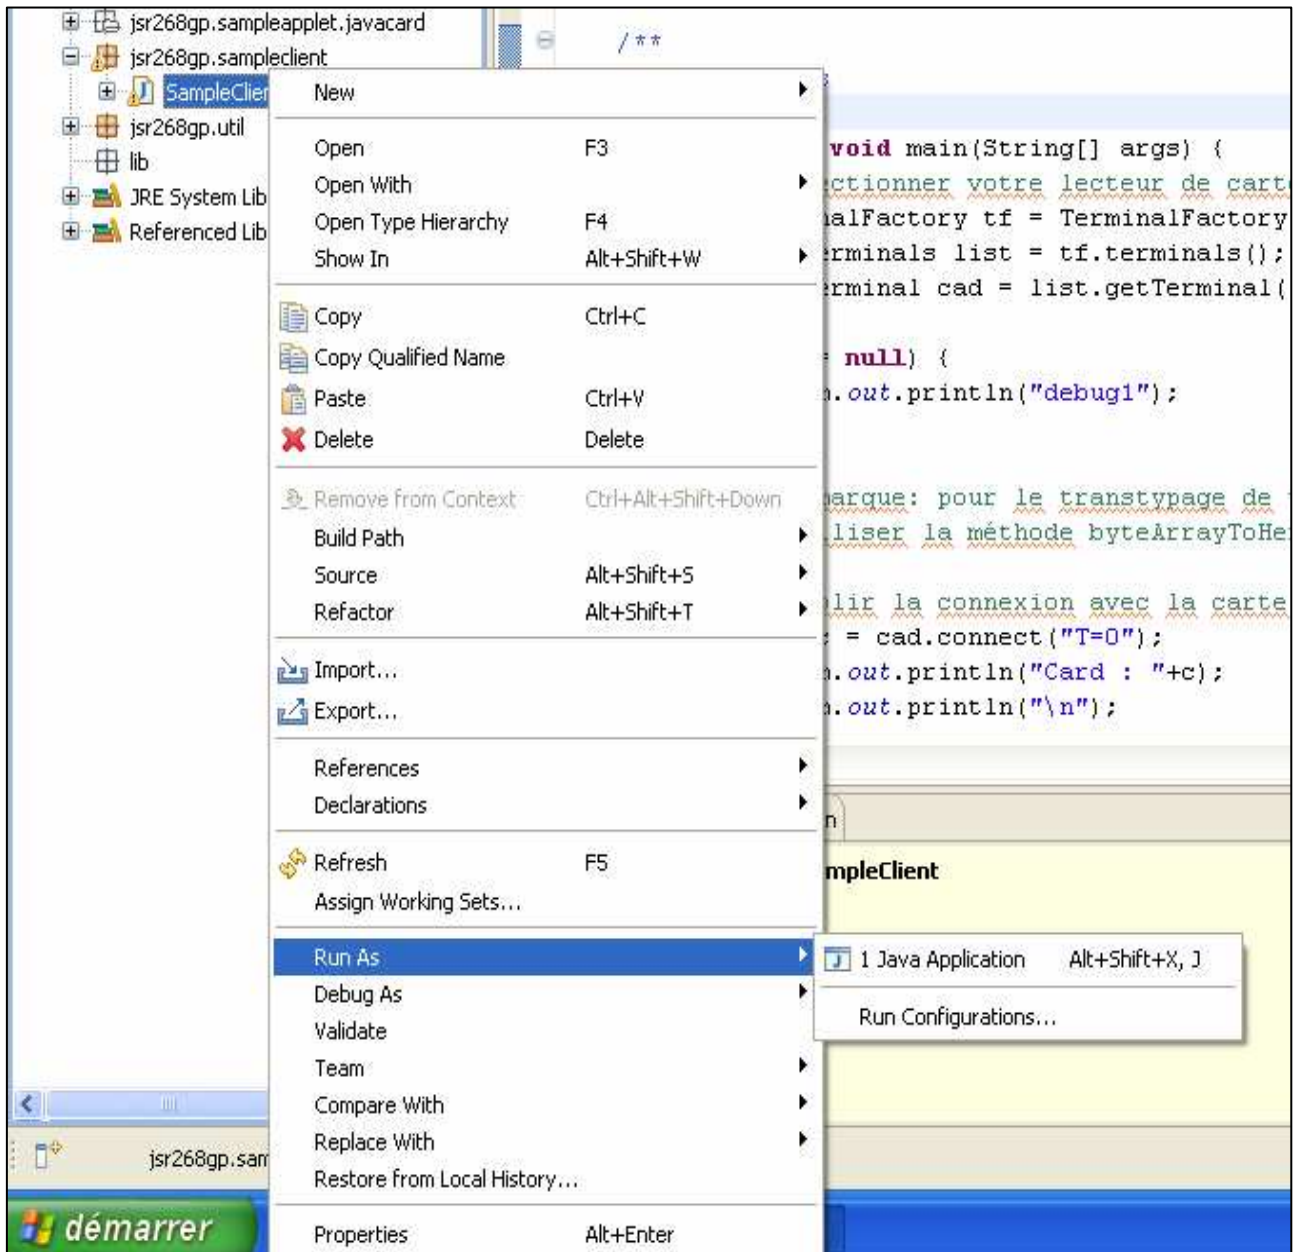 jsr268gp.sampleapplet.javacard
jsr268gp.sampleclient
SampleClien
jsr268gp.util
lib
JRE System Lib
Referenced Lib
New
Open F3
Open With
Open Type Hierarchy F4
Show In Alt+Shift+W
Copy Ctrl+C
Copy Qualified Name
Paste Ctrl+V
Delete Delete
Remove from Context Ctrl+Alt+Shift+Down
Build Path
Source Alt+Shift+S
Refactor Alt+Shift+T
Import...
Export...
References
Declarations
Refresh F5
Assign Working Sets...
Run As
Debug As
Validate
Team
Compare With
Replace With
Restore from Local History...
Properties Alt+Enter
1 Java Application Alt+Shift+X, J
Run Configurations...
/**
void main(String[] args) {
ctionner votre lecteur de cart
nalFactory tf = TerminalFactory
erminals list = tf.terminals();
erminal cad = list.getTerminal(
= null) {
.out.println("debug1");
arque: pour le transtypage de
liser la méthode byteArrayToHe
lir la connexion avec la carte
= cad.connect("T=0");
.out.println("Card : "+c);
.out.println("\n");
n
mpleClient
jsr268gp.sam
démarrer